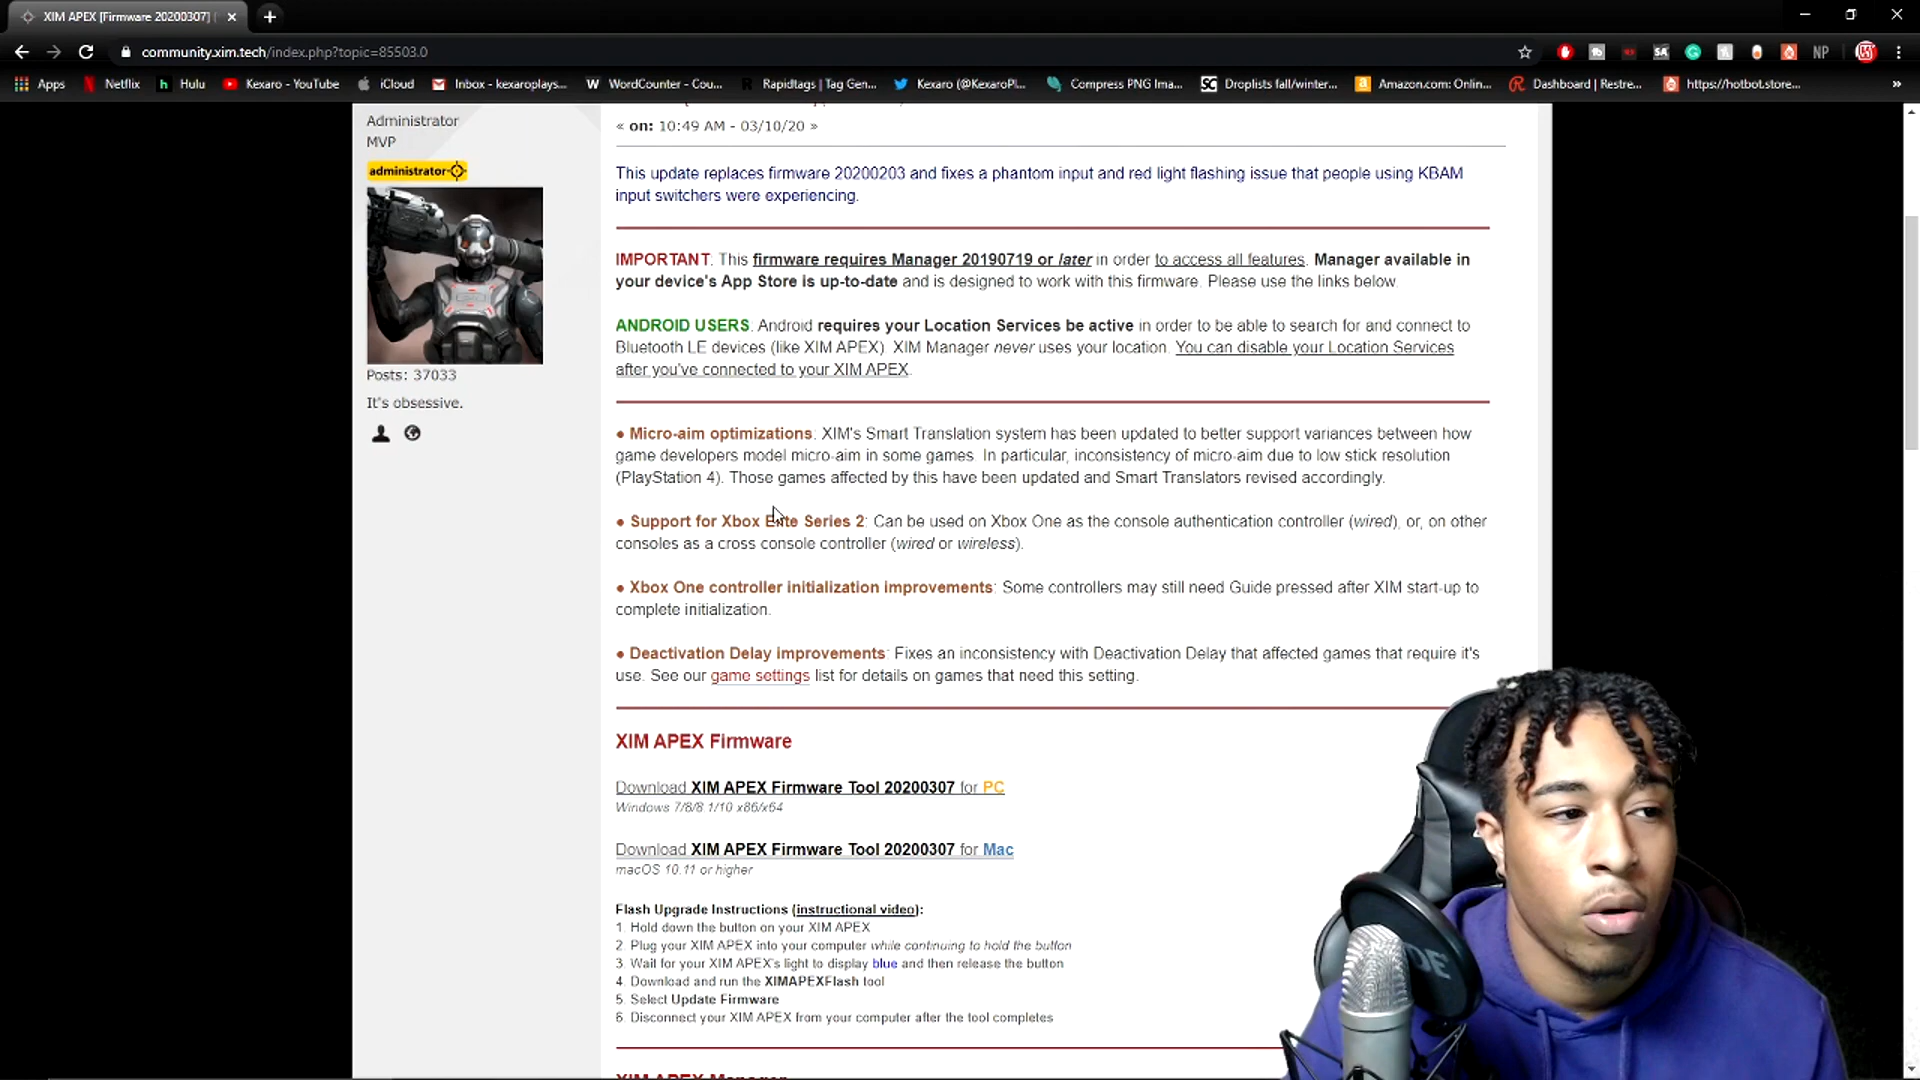 XIM APEX [Firmware 20200307] (
community.xim.tech/index.php?topic=85503.0
NP
Apps
Netflix
h Hulu
Kexaro - YouTube
iCloud
Inbox - kexaroplays...
W WordCounter - Cou...
R Rapidtags | Tag Gen...
Kexaro (@KexaroPl...
Compress PNG Ima...
SC Droplists fall/winter...
a Amazon.com: Onlin...
Dashboard | Restre...
https://hotbot.store...
»
Administrator
MVP
administrator
Posts: 37033
It's obsessive.
« on: 10:49 AM - 03/10/20 »
This update replaces firmware 20200203 and fixes a phantom input and red light flashing issue that people using KBAM
input switchers were experiencing.
IMPORTANT: This firmware requires Manager 20190719 or later in order to access all features. Manager available in
your device's App Store is up-to-date and is designed to work with this firmware. Please use the links below.
ANDROID USERS: Android requires your Location Services be active in order to be able to search for and connect to
Bluetooth LE devices (like XIM APEX). XIM Manager never uses your location. You can disable your Location Services
after you've connected to your XIM APEX.
● Micro-aim optimizations: XIM's Smart Translation system has been updated to better support variances between how
game developers model micro-aim in some games. In particular, inconsistency of micro-aim due to low stick resolution
(PlayStation 4). Those games affected by this have been updated and Smart Translators revised accordingly.
● Support for Xbox Elite Series 2: Can be used on Xbox One as the console authentication controller (wired), or, on other
consoles as a cross console controller (wired or wireless).
● Xbox One controller initialization improvements: Some controllers may still need Guide pressed after XIM start-up to
complete initialization.
● Deactivation Delay improvements: Fixes an inconsistency with Deactivation Delay that affected games that require it's
use. See our game settings list for details on games that need this setting.
XIM APEX Firmware
Download XIM APEX Firmware Tool 20200307 for PC
Windows 7/8/8.1/10 x86/x64
Download XIM APEX Firmware Tool 20200307 for Mac
macOS 10.11 or higher
Flash Upgrade Instructions (instructional video):
1. Hold down the button on your XIM APEX
2. Plug your XIM APEX into your computer while continuing to hold the button
3. Wait for your XIM APEX's light to display blue and then release the button
4. Download and run the XIMAPEXFlash tool
5. Select Update Firmware
6. Disconnect your XIM APEX from your computer after the tool completes
XIM APEX Manager